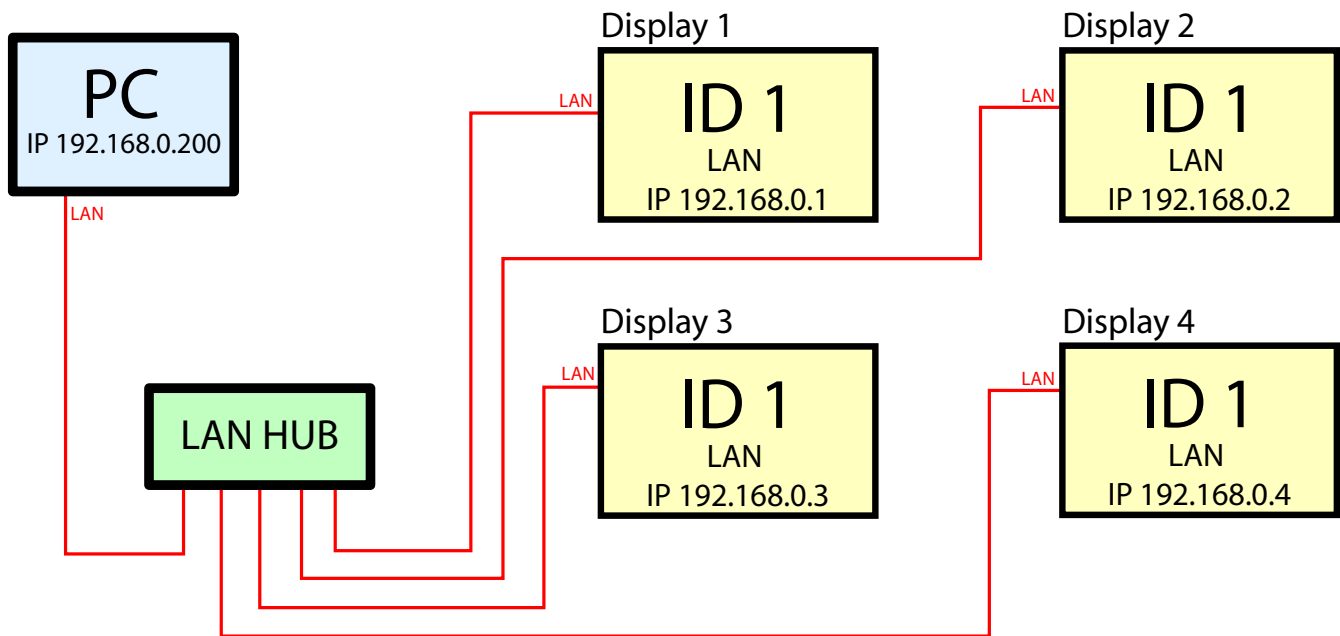 PC
IP 192.168.0.200
LAN
Display 1
LAN
ID 1
LAN
IP 192.168.0.1
Display 2
LAN
ID 1
LAN
IP 192.168.0.2
LAN HUB
Display 3
LAN
ID 1
LAN
IP 192.168.0.3
Display 4
LAN
ID 1
LAN
IP 192.168.0.4